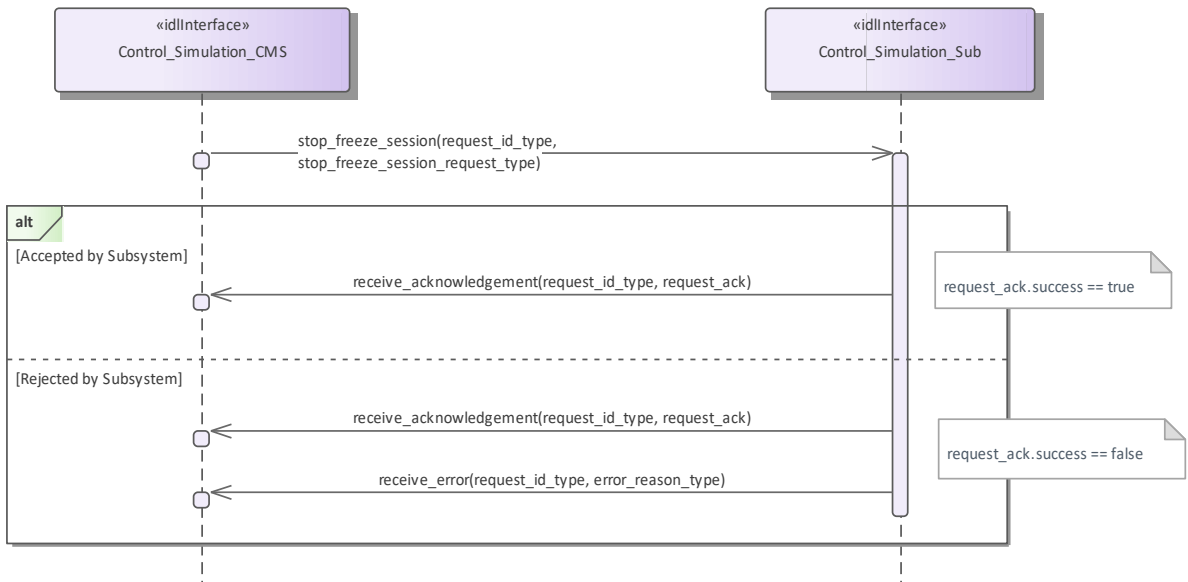 «idlInterface»
Control_Simulation_CMS
«idlInterface»
Control_Simulation_Sub
stop_freeze_session(request_id_type,
stop_freeze_session_request_type)
alt
[Accepted by Subsystem]
receive_acknowledgement(request_id_type, request_ack)
request_ack.success == true
[Rejected by Subsystem]
receive_acknowledgement(request_id_type, request_ack)
request_ack.success == false
receive_error(request_id_type, error_reason_type)